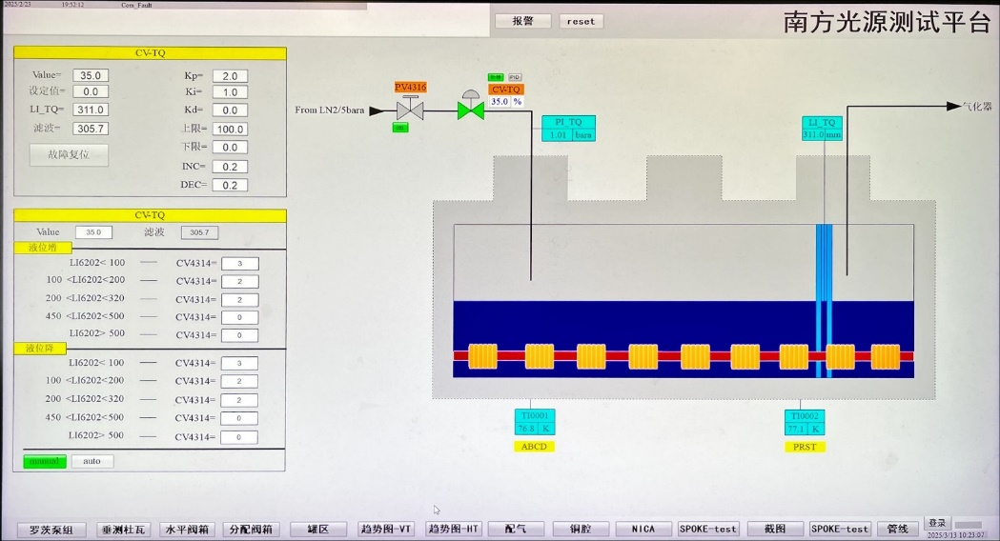 2025/2/23 19:52:12 Com_Fault
报警 reset
南方光源测试平台
CV-TQ
Value= 35.0 Kp= 2.0
设定值= 0.0 Ki= 1.0
LI_TQ= 311.0 Kd= 0.0
滤波= 305.7 上限= 100.0
故障复位 下限= 0.0
INC= 0.2
DEC= 0.2
CV-TQ
Value 35.0 滤波 305.7
液位增
LI6202< 100 —— CV4314= 3
100 <LI6202<200 —— CV4314= 2
200 <LI6202<320 —— CV4314= 2
450 <LI6202<500 —— CV4314= 0
LI6202> 500 —— CV4314= 0
液位降
LI6202< 100 —— CV4314= 3
100 <LI6202<200 —— CV4314= 2
200 <LI6202<320 —— CV4314= 2
450 <LI6202<500 —— CV4314= 0
LI6202> 500 —— CV4314= 0
manual auto
From LN2/5bara
PV4316
PID
CV-TQ
35.0 %
PI_TQ
1.01 bara
LI_TQ
311.0 mm
气化器
TI0001
76.8 K
ABCD
TI0002
77.1 K
PRST
罗茨泵组 垂测杜瓦 水平阀箱 分配阀箱 罐区 趋势图-VT 趋势图-HT 配气 铜腔 NICA SPOKE-test 截图 SPOKE-test 管线 登录
2025/3/13 10:23:07